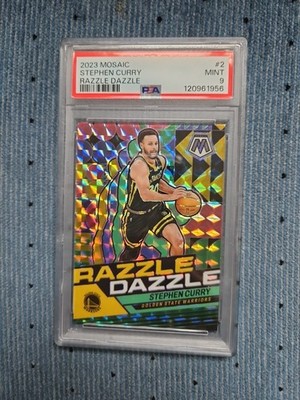 2023 MOSAIC #2
STEPHEN CURRY MINT
RAZZLE DAZZLE 9
PSA 120961956
M
RAZZLE
DAZZLE
STEPHEN CURRY
GOLDEN STATE WARRIORS